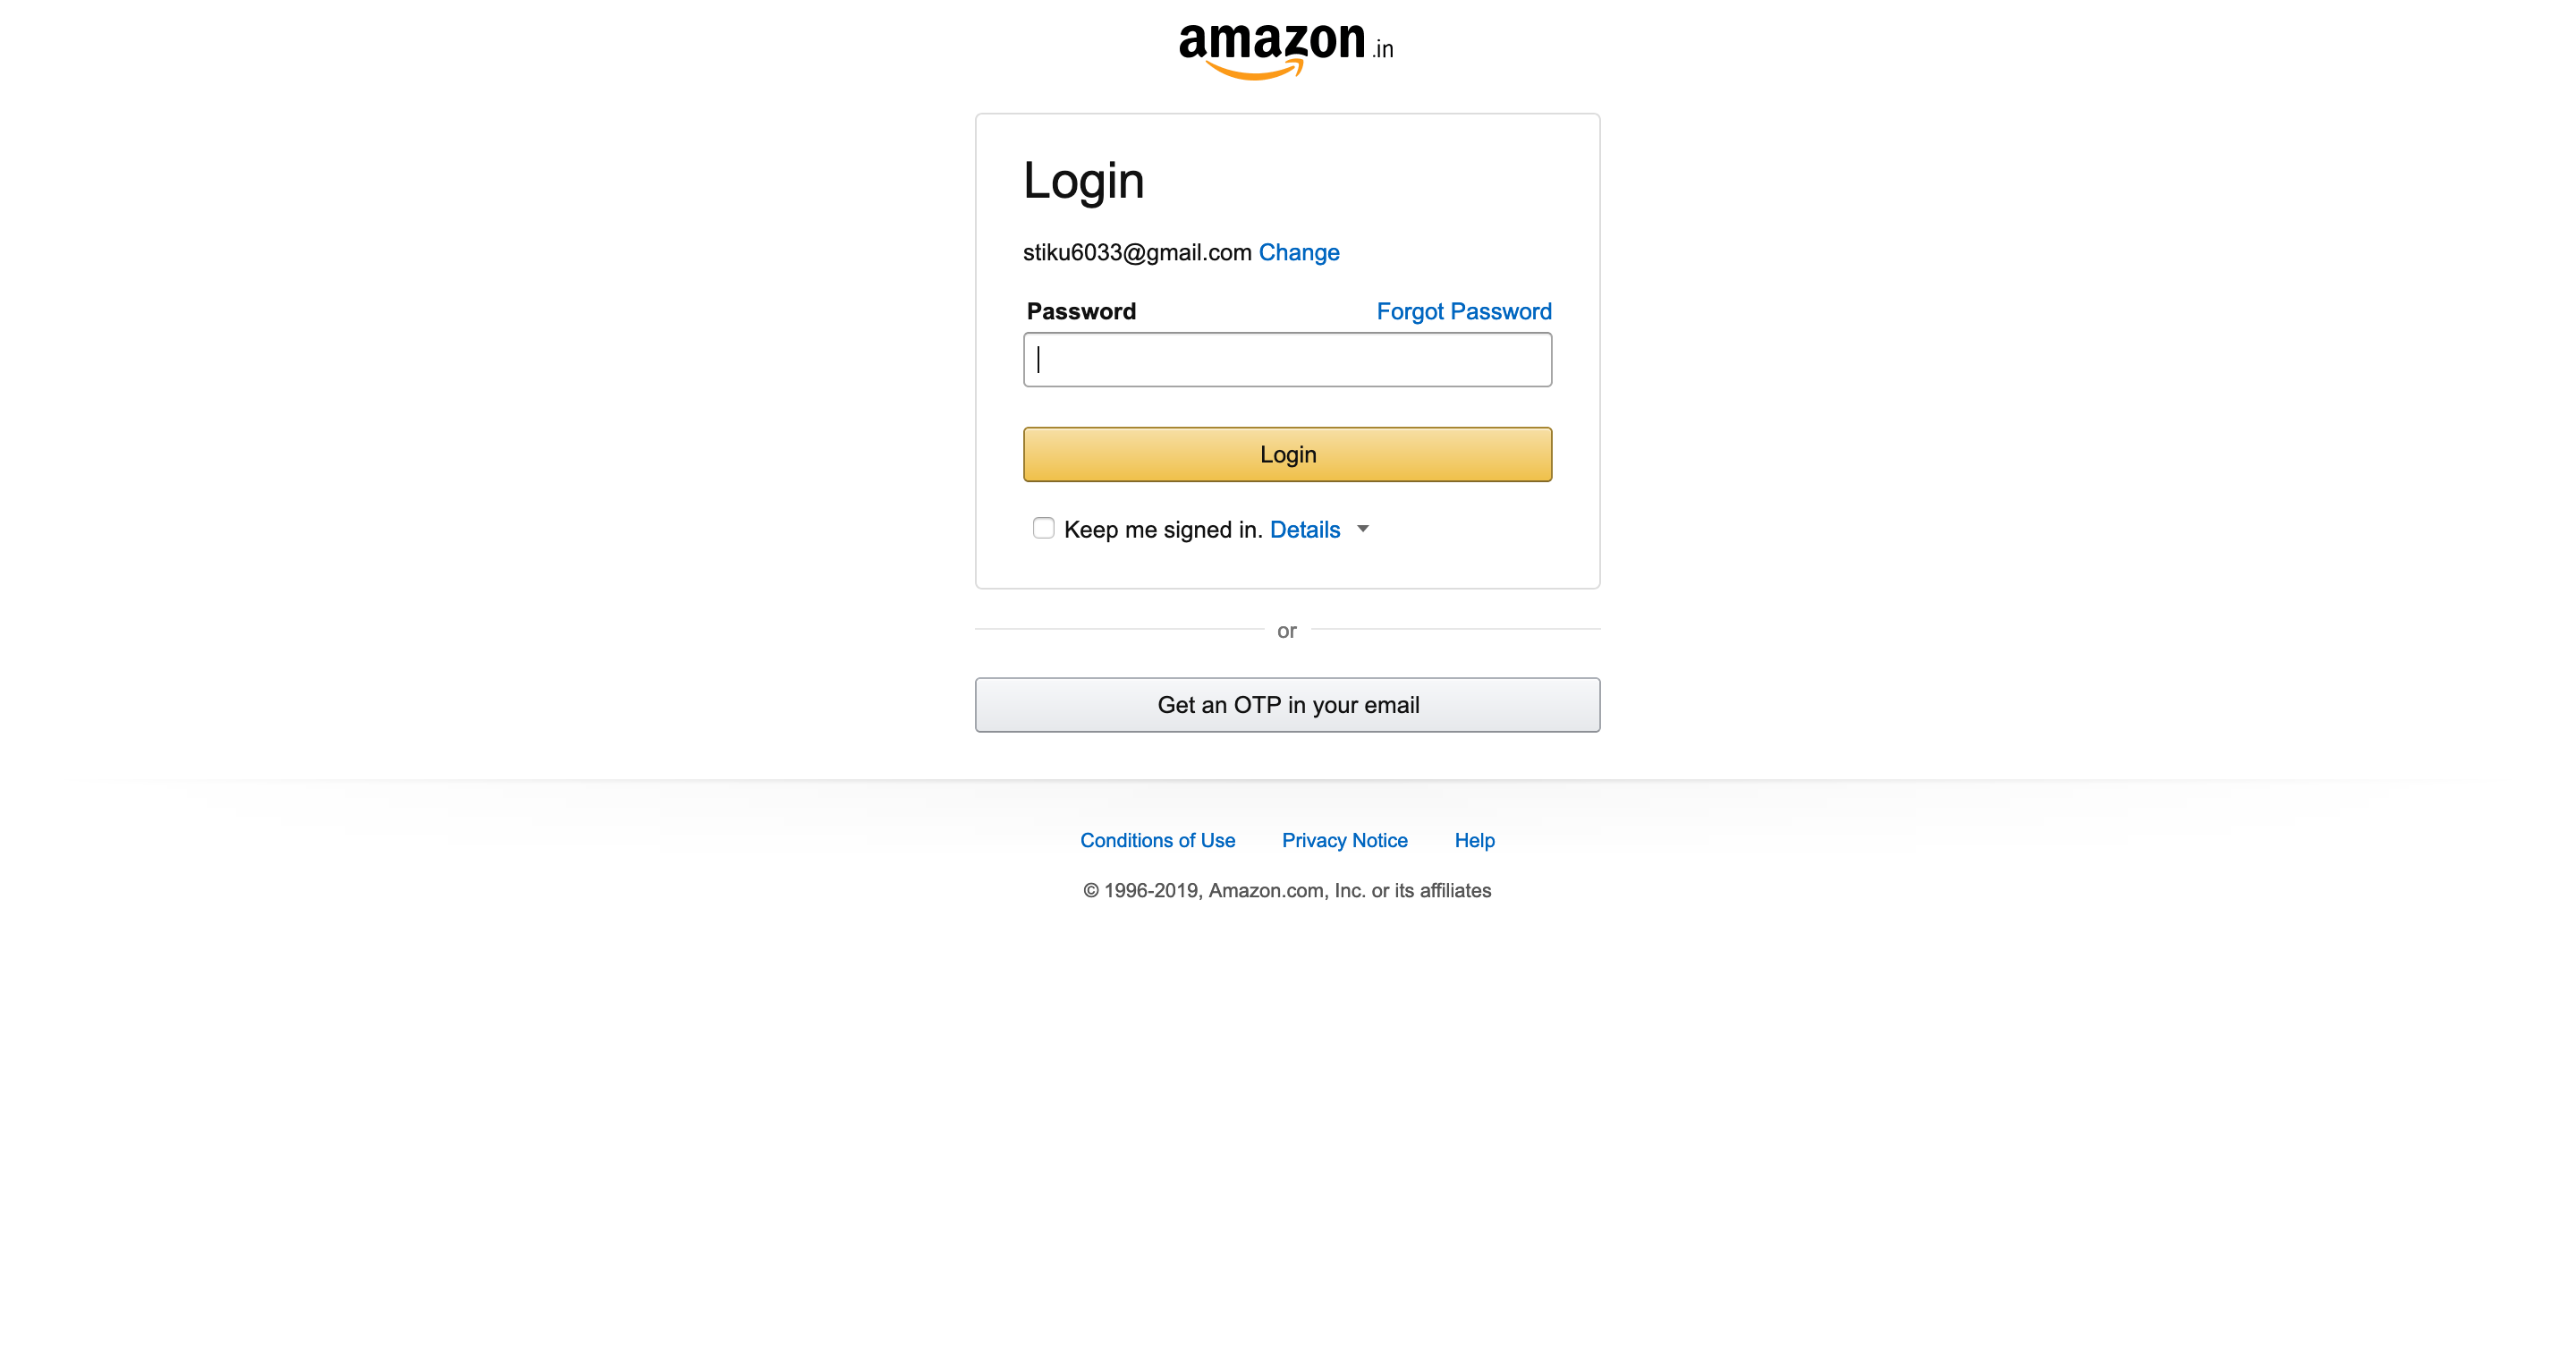 amazon.in
Login
stiku6033@gmail.com Change
Password Forgot Password
Login
Keep me signed in. Details
or
Get an OTP in your email
Conditions of Use Privacy Notice Help
© 1996-2019, Amazon.com, Inc. or its affiliates